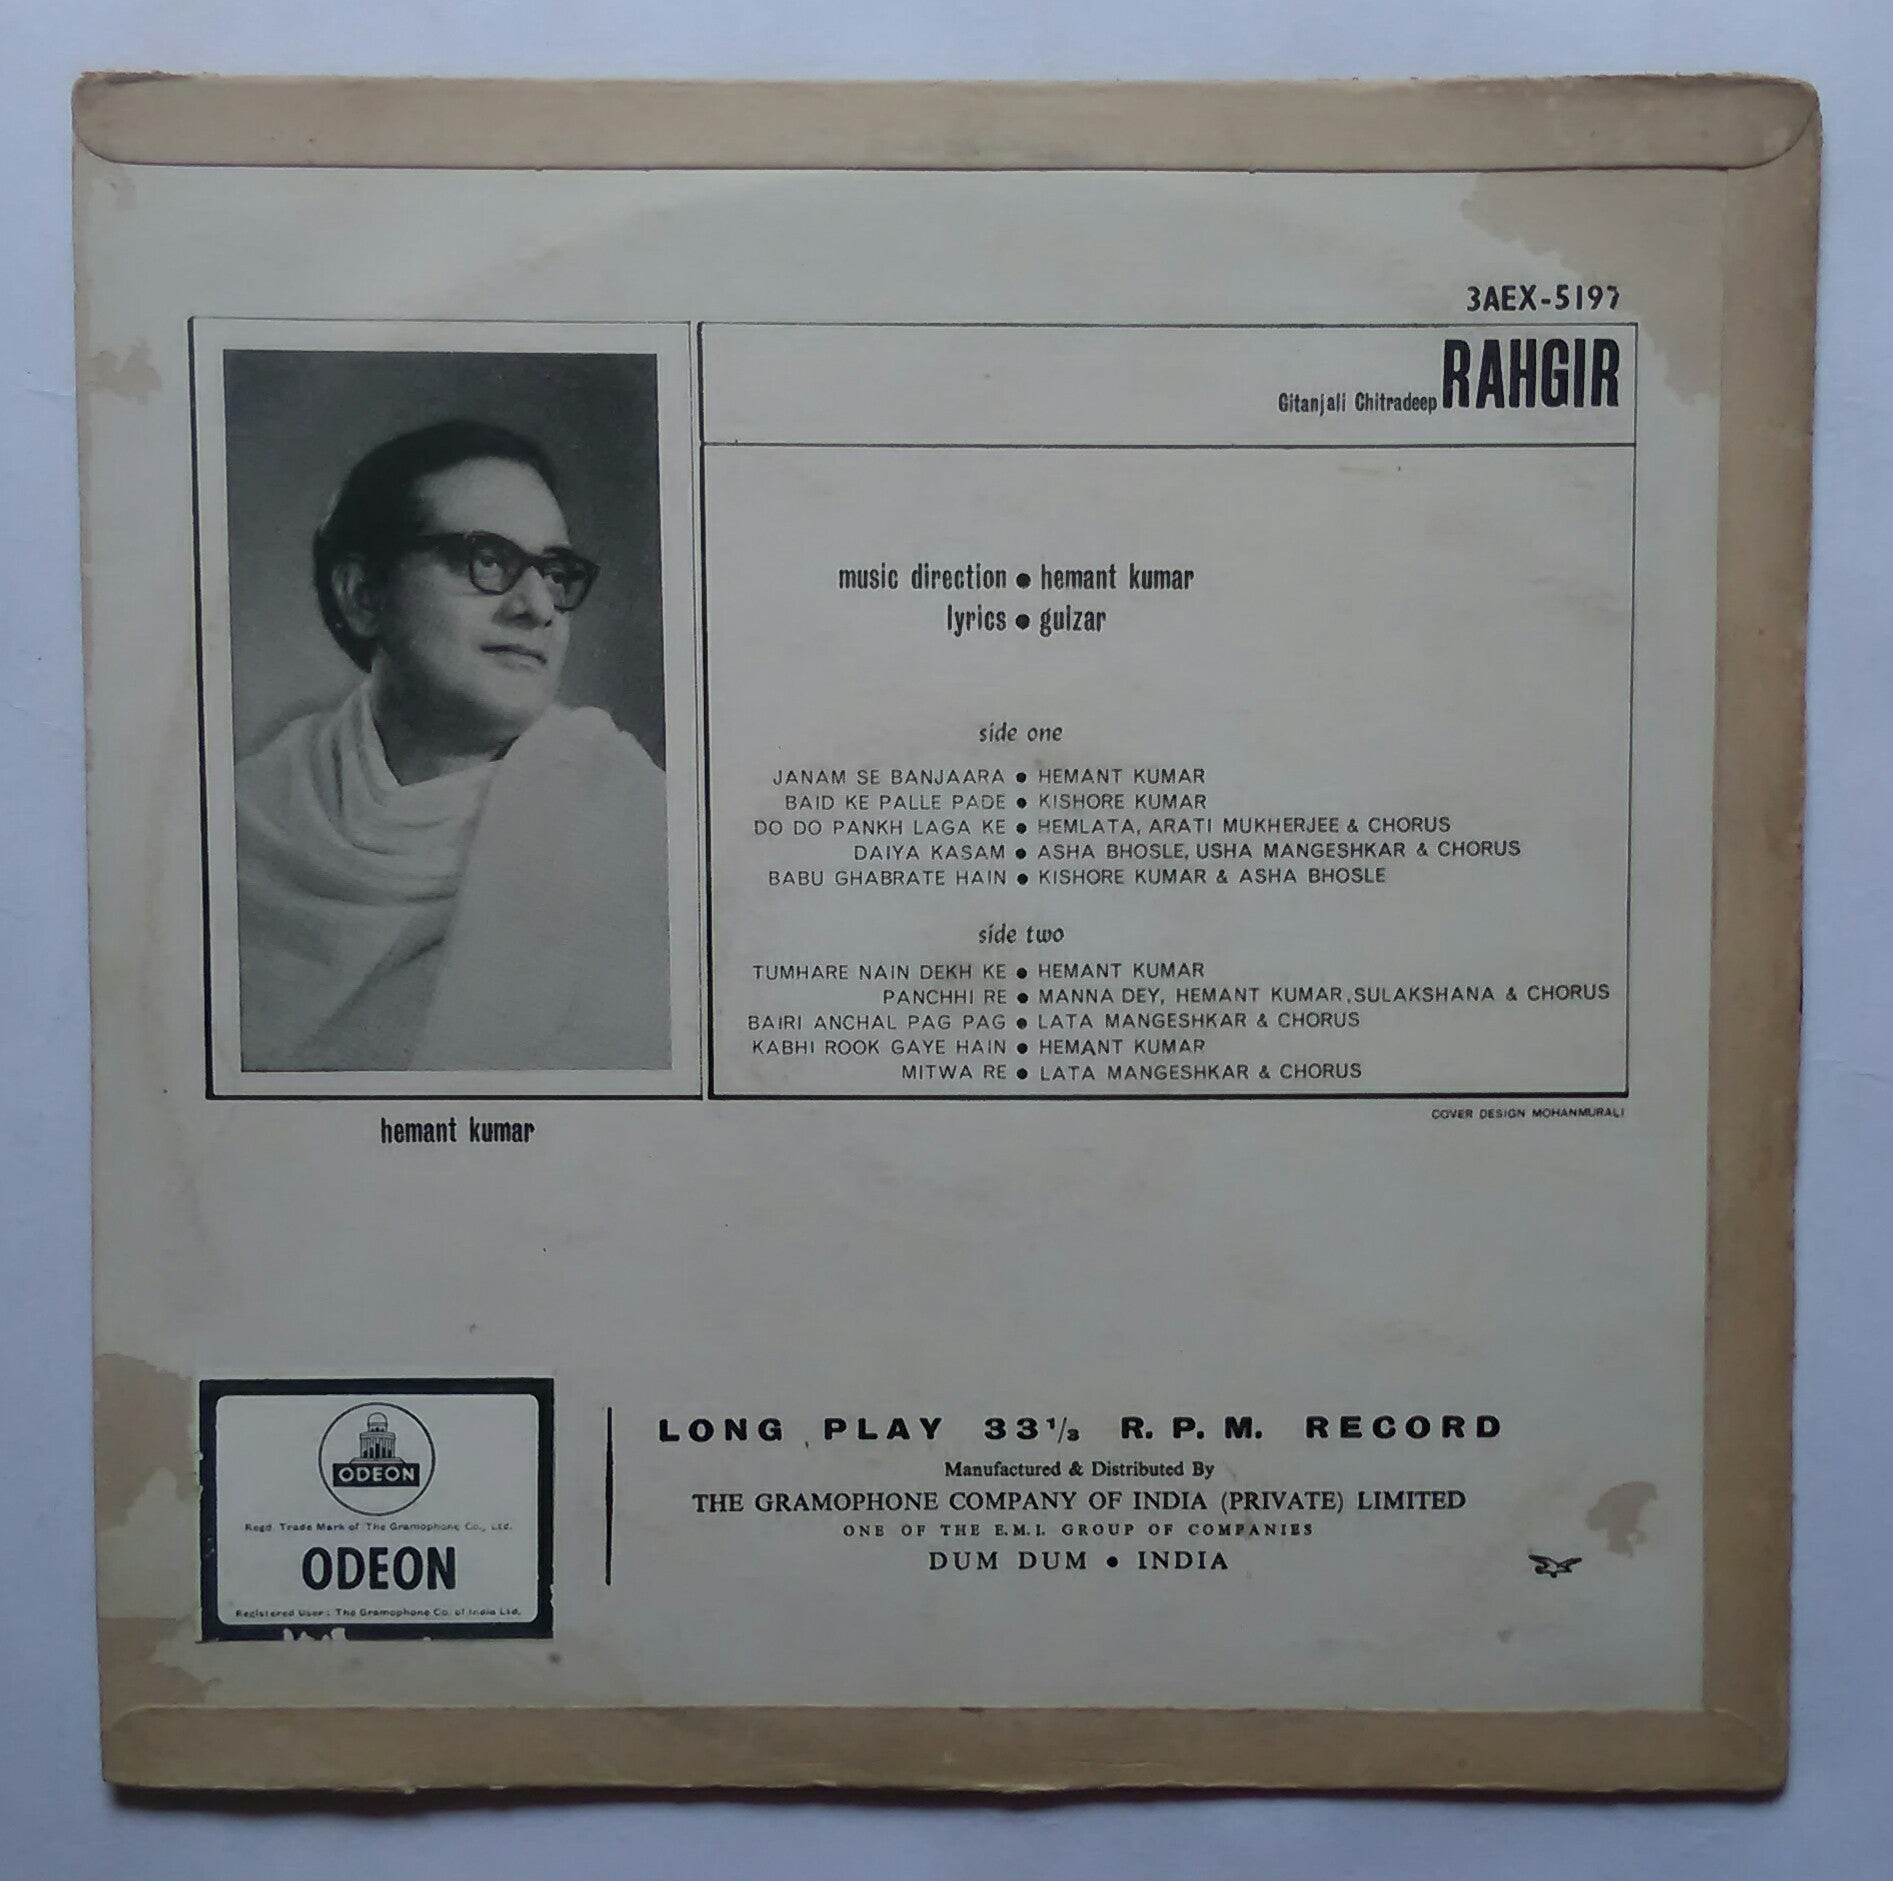 3AEX-5197
Gitanjali Chitradeep RAHGIR
music direction ● hemant kumar
lyrics ● gulzar
side one
JANAM SE BANJAARA ● HEMANT KUMAR
BAID KE PALLE PADE ● KISHORE KUMAR
DO DO PANKH LAGA KE ● HEMLATA, ARATI MUKHERJEE & CHORUS
DAIYA KASAM ● ASHA BHOSLE, USHA MANGESHKAR & CHORUS
BABU GHABRATE HAIN ● KISHORE KUMAR & ASHA BHOSLE
side two
TUMHARE NAIN DEKH KE ● HEMANT KUMAR
PANCHHI RE ● MANNA DEY, HEMANT KUMAR, SULAKSHANA & CHORUS
BAIRI ANCHAL PAG PAG ● LATA MANGESHKAR & CHORUS
KABHI ROOK GAYE HAIN ● HEMANT KUMAR
MITWA RE ● LATA MANGESHKAR & CHORUS
COVER DESIGN MOHANMURALI
hemant kumar
ODEON
Regd. Trade Mark of The Gramophone Co., Ltd.
ODEON
Registered User : The Gramophone Co. of India Ltd.
LONG PLAY 33 1/3 R. P. M. RECORD
Manufactured & Distributed By
THE GRAMOPHONE COMPANY OF INDIA (PRIVATE) LIMITED
ONE OF THE E.M.I. GROUP OF COMPANIES
DUM DUM ● INDIA